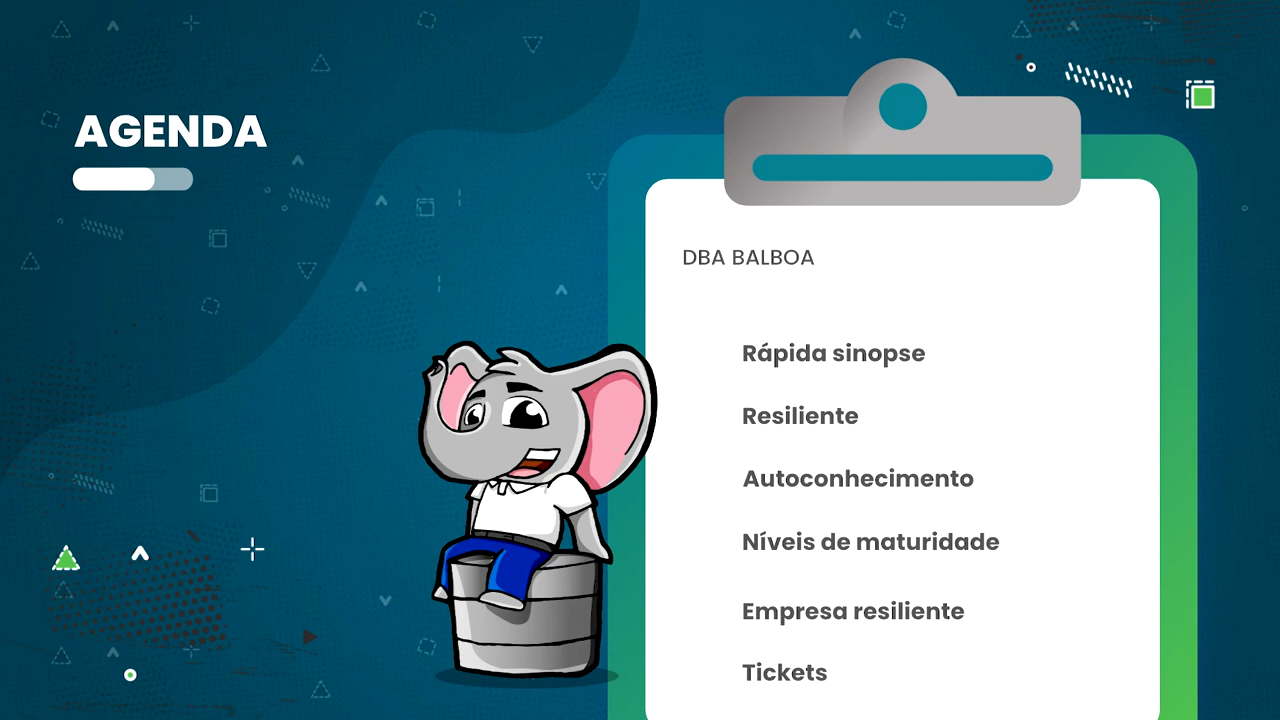 AGENDA
DBA BALBOA
Rápida sinopse
Resiliente
Autoconhecimento
Níveis de maturidade
Empresa resiliente
Tickets